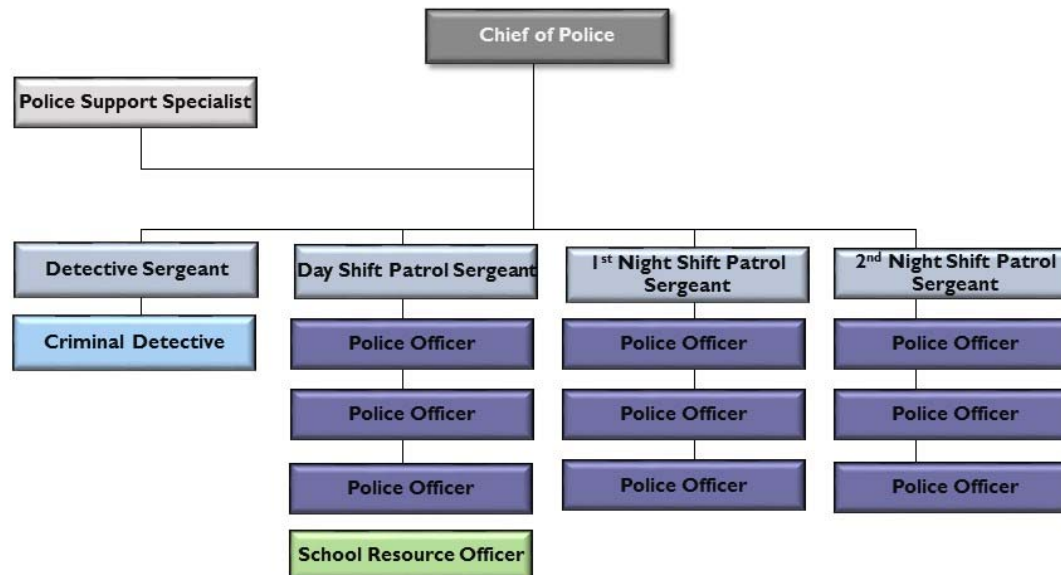 Chief of Police
Police Support Specialist
Detective Sergeant
Day Shift Patrol Sergeant
1st Night Shift Patrol
Sergeant
2nd Night Shift Patrol
Sergeant
Criminal Detective
Police Officer
Police Officer
Police Officer
Police Officer
Police Officer
Police Officer
Police Officer
Police Officer
Police Officer
School Resource Officer